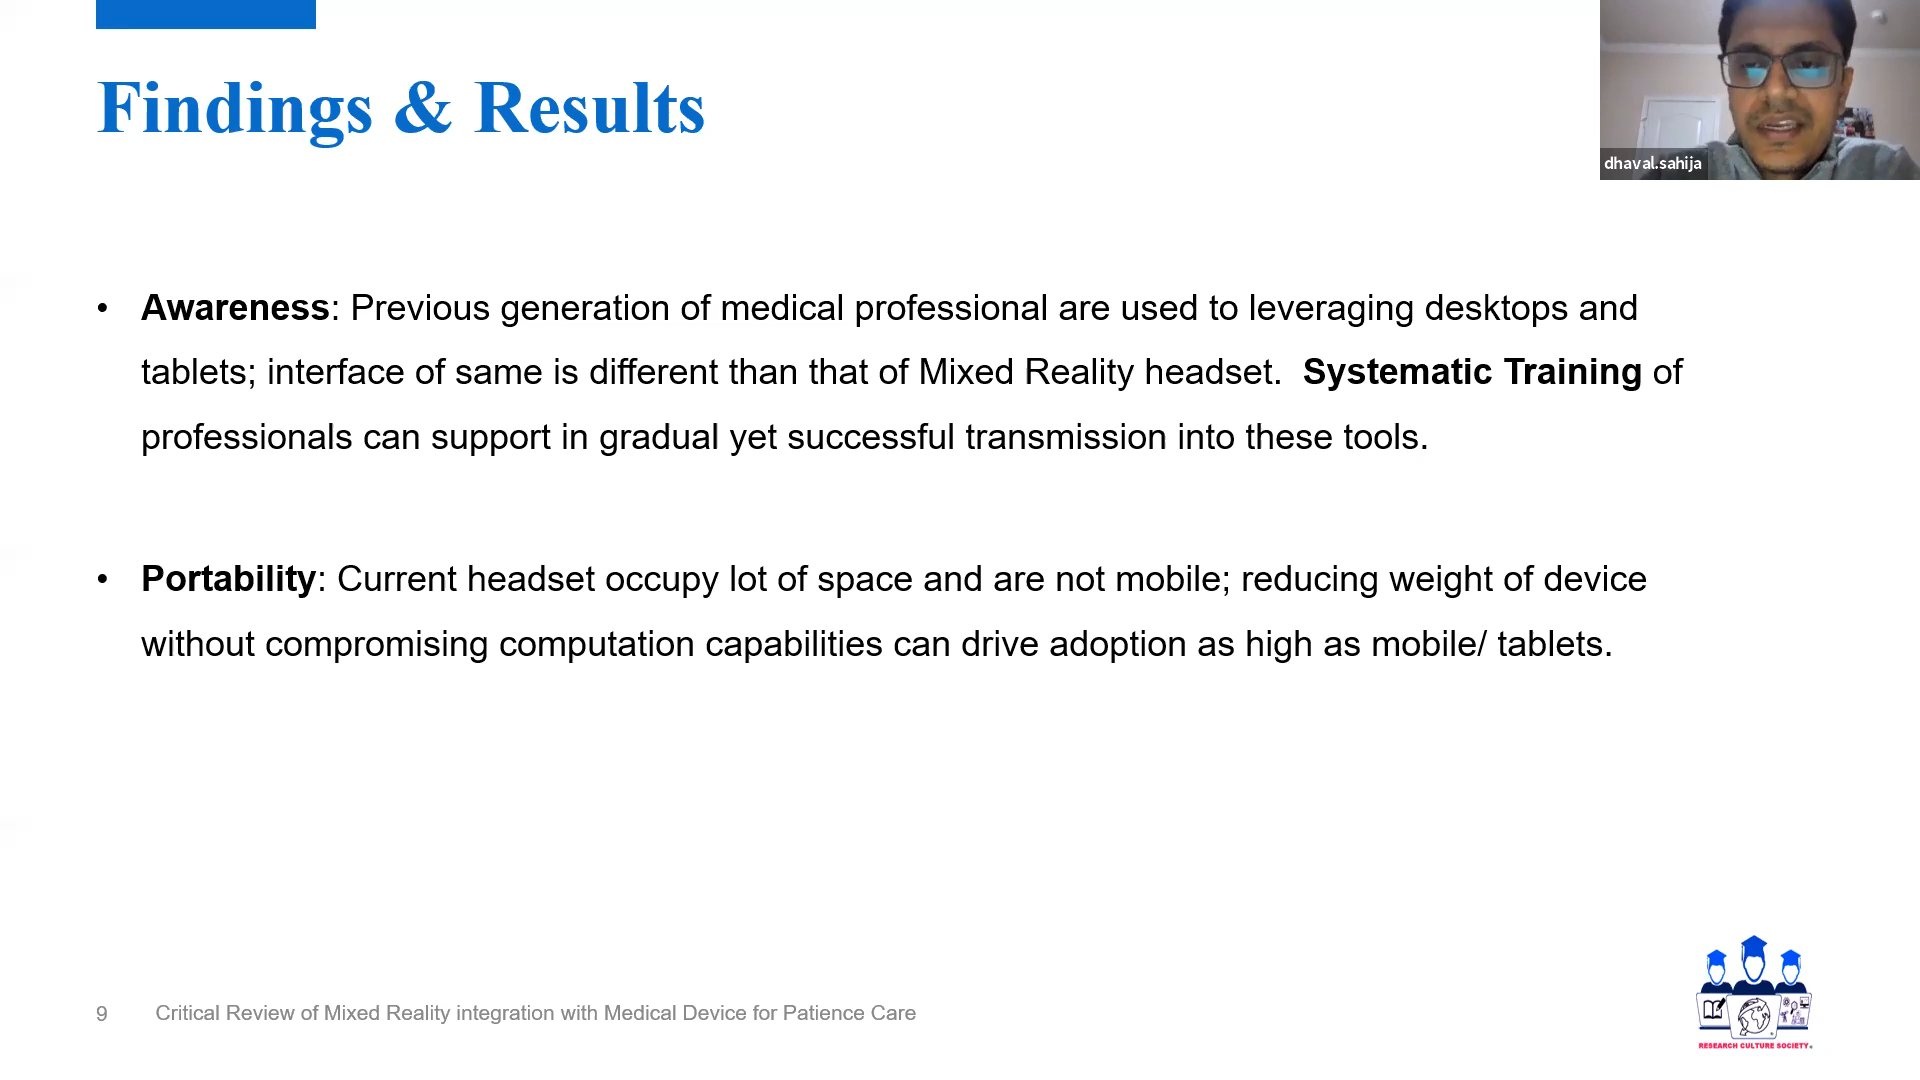 Findings & Results
dhaval.sahija
• Awareness: Previous generation of medical professional are used to leveraging desktops and
tablets; interface of same is different than that of Mixed Reality headset.  Systematic Training of
professionals can support in gradual yet successful transmission into these tools.
• Portability: Current headset occupy lot of space and are not mobile; reducing weight of device
without compromising computation capabilities can drive adoption as high as mobile/ tablets.
9 Critical Review of Mixed Reality integration with Medical Device for Patience Care
RESEARCH CULTURE SOCIETY